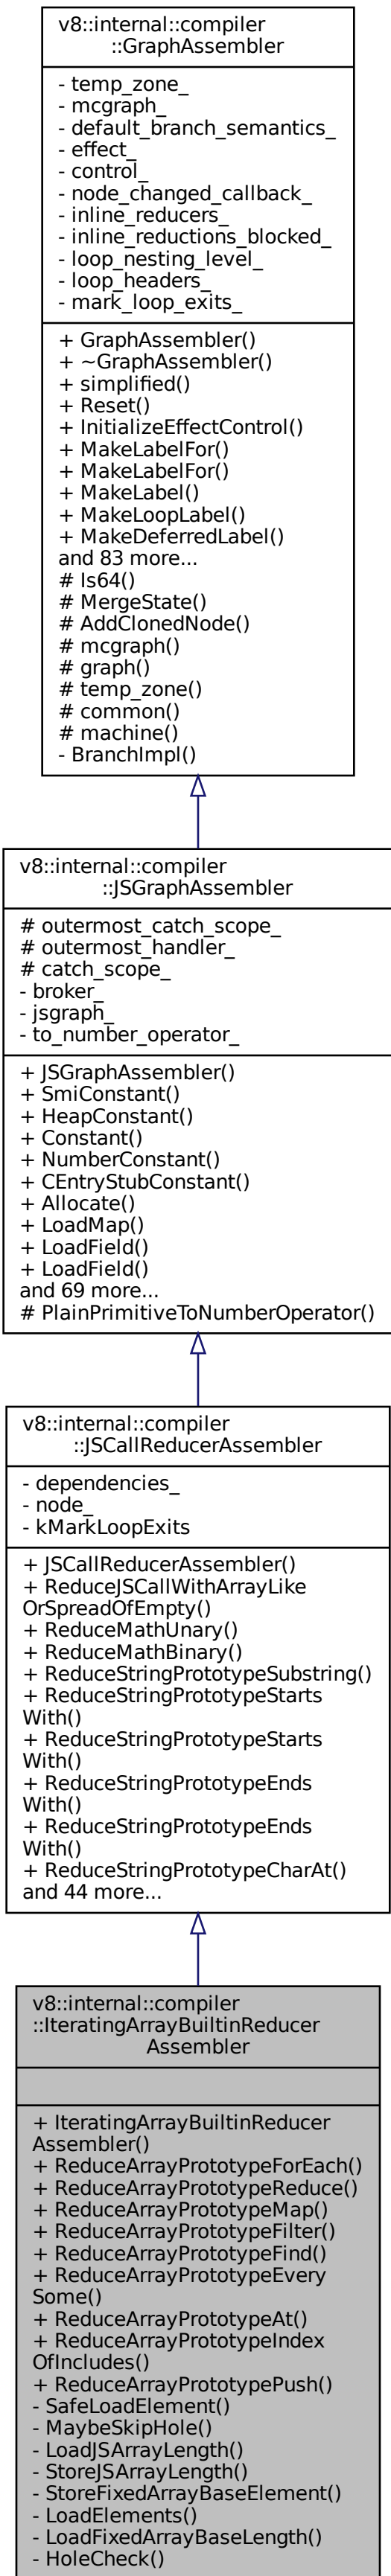 v8::internal::compiler
::GraphAssembler
- temp_zone_
- mcgraph_
- default_branch_semantics_
- effect_
- control_
- node_changed_callback_
- inline_reducers_
- inline_reductions_blocked_
- loop_nesting_level_
- loop_headers_
- mark_loop_exits_
+ GraphAssembler()
+ ~GraphAssembler()
+ simplified()
+ Reset()
+ InitializeEffectControl()
+ MakeLabelFor()
+ MakeLabelFor()
+ MakeLabel()
+ MakeLoopLabel()
+ MakeDeferredLabel()
and 83 more...
# Is64()
# MergeState()
# AddClonedNode()
# mcgraph()
# graph()
# temp_zone()
# common()
# machine()
- BranchImpl()
v8::internal::compiler
::JSGraphAssembler
# outermost_catch_scope_
# outermost_handler_
# catch_scope_
- broker_
- jsgraph_
- to_number_operator_
+ JSGraphAssembler()
+ SmiConstant()
+ HeapConstant()
+ Constant()
+ NumberConstant()
+ CEntryStubConstant()
+ Allocate()
+ LoadMap()
+ LoadField()
+ LoadField()
and 69 more...
# PlainPrimitiveToNumberOperator()
v8::internal::compiler
::JSCallReducerAssembler
- dependencies_
- node_
- kMarkLoopExits
+ JSCallReducerAssembler()
+ ReduceJSCallWithArrayLike
OrSpreadOfEmpty()
+ ReduceMathUnary()
+ ReduceMathBinary()
+ ReduceStringPrototypeSubstring()
+ ReduceStringPrototypeStarts
With()
+ ReduceStringPrototypeStarts
With()
+ ReduceStringPrototypeEnds
With()
+ ReduceStringPrototypeEnds
With()
+ ReduceStringPrototypeCharAt()
and 44 more...
v8::internal::compiler
::IteratingArrayBuiltinReducer
Assembler
+ IteratingArrayBuiltinReducer
Assembler()
+ ReduceArrayPrototypeForEach()
+ ReduceArrayPrototypeReduce()
+ ReduceArrayPrototypeMap()
+ ReduceArrayPrototypeFilter()
+ ReduceArrayPrototypeFind()
+ ReduceArrayPrototypeEvery
Some()
+ ReduceArrayPrototypeAt()
+ ReduceArrayPrototypeIndex
OfIncludes()
+ ReduceArrayPrototypePush()
- SafeLoadElement()
- MaybeSkipHole()
- LoadJSArrayLength()
- StoreJSArrayLength()
- StoreFixedArrayBaseElement()
- LoadElements()
- LoadFixedArrayBaseLength()
- HoleCheck()